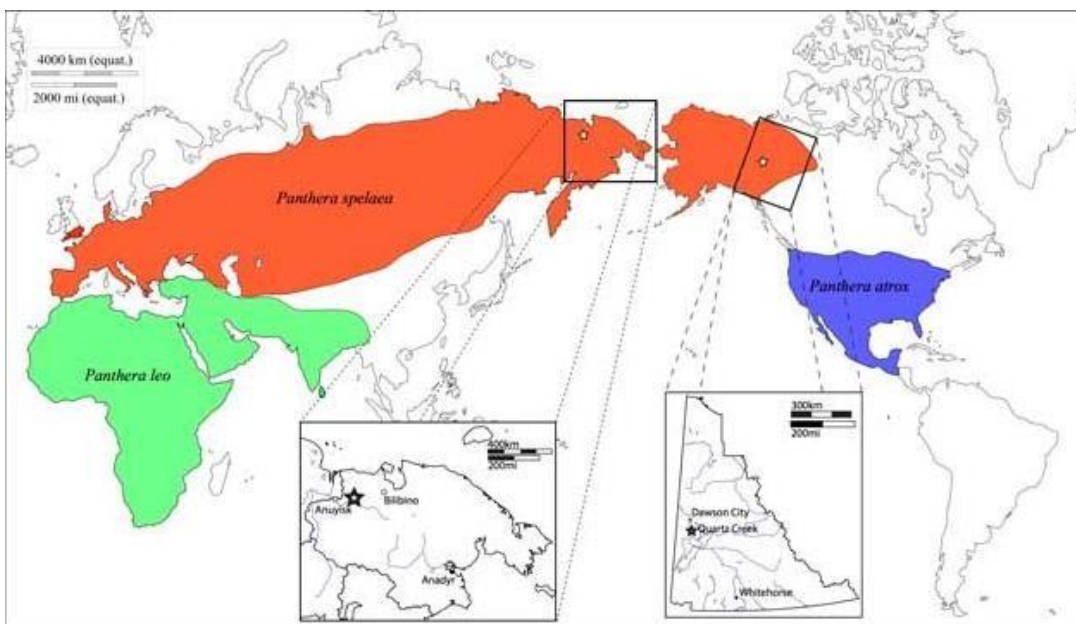 4000 km (equat.)
2000 mi (equat.)
Panthera spelaea
Panthera atrox
Panthera leo
400km
200mi
Bilibino
Anuyisk
Anadyr
300km
200mi
Dawson City
Quartz Creek
Whitehorse